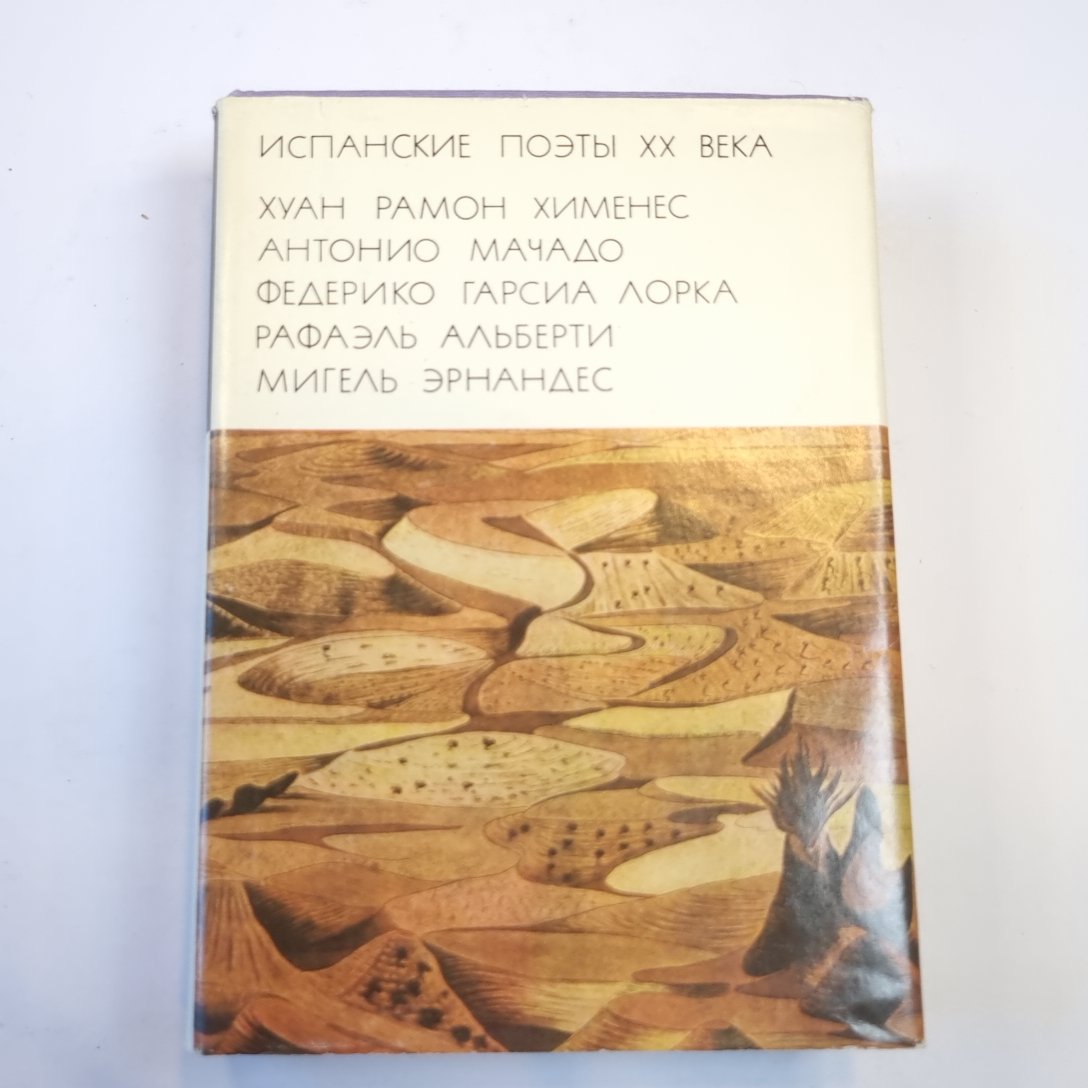 ИСПАНСКИЕ ПОЭТЫ XX ВЕКА
ХУАН РАМОН ХИМЕНЕС
АНТОНИО МАЧАДО
ФЕДЕРИКО ГАРСИА ЛОРКА
РАФАЭЛЬ АЛЬБЕРТИ
МИГЕЛЬ ЭРНАНДЕС